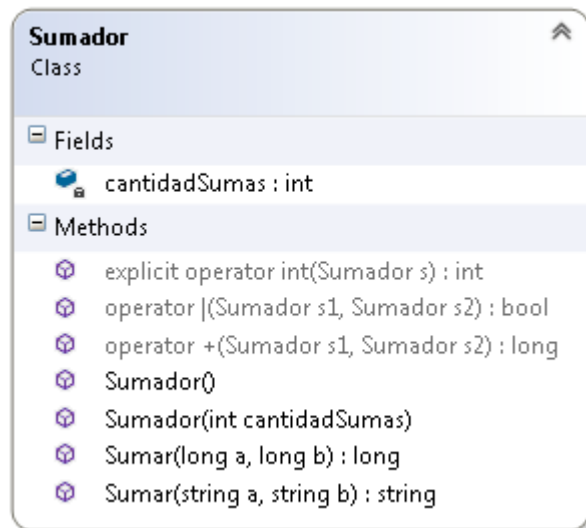 Sumador
Class
Fields
cantidadSumas : int
Methods
explicit operator int(Sumador s) : int
operator |(Sumador s1, Sumador s2) : bool
operator +(Sumador s1, Sumador s2) : long
Sumador()
Sumador(int cantidadSumas)
Sumar(long a, long b) : long
Sumar(string a, string b) : string